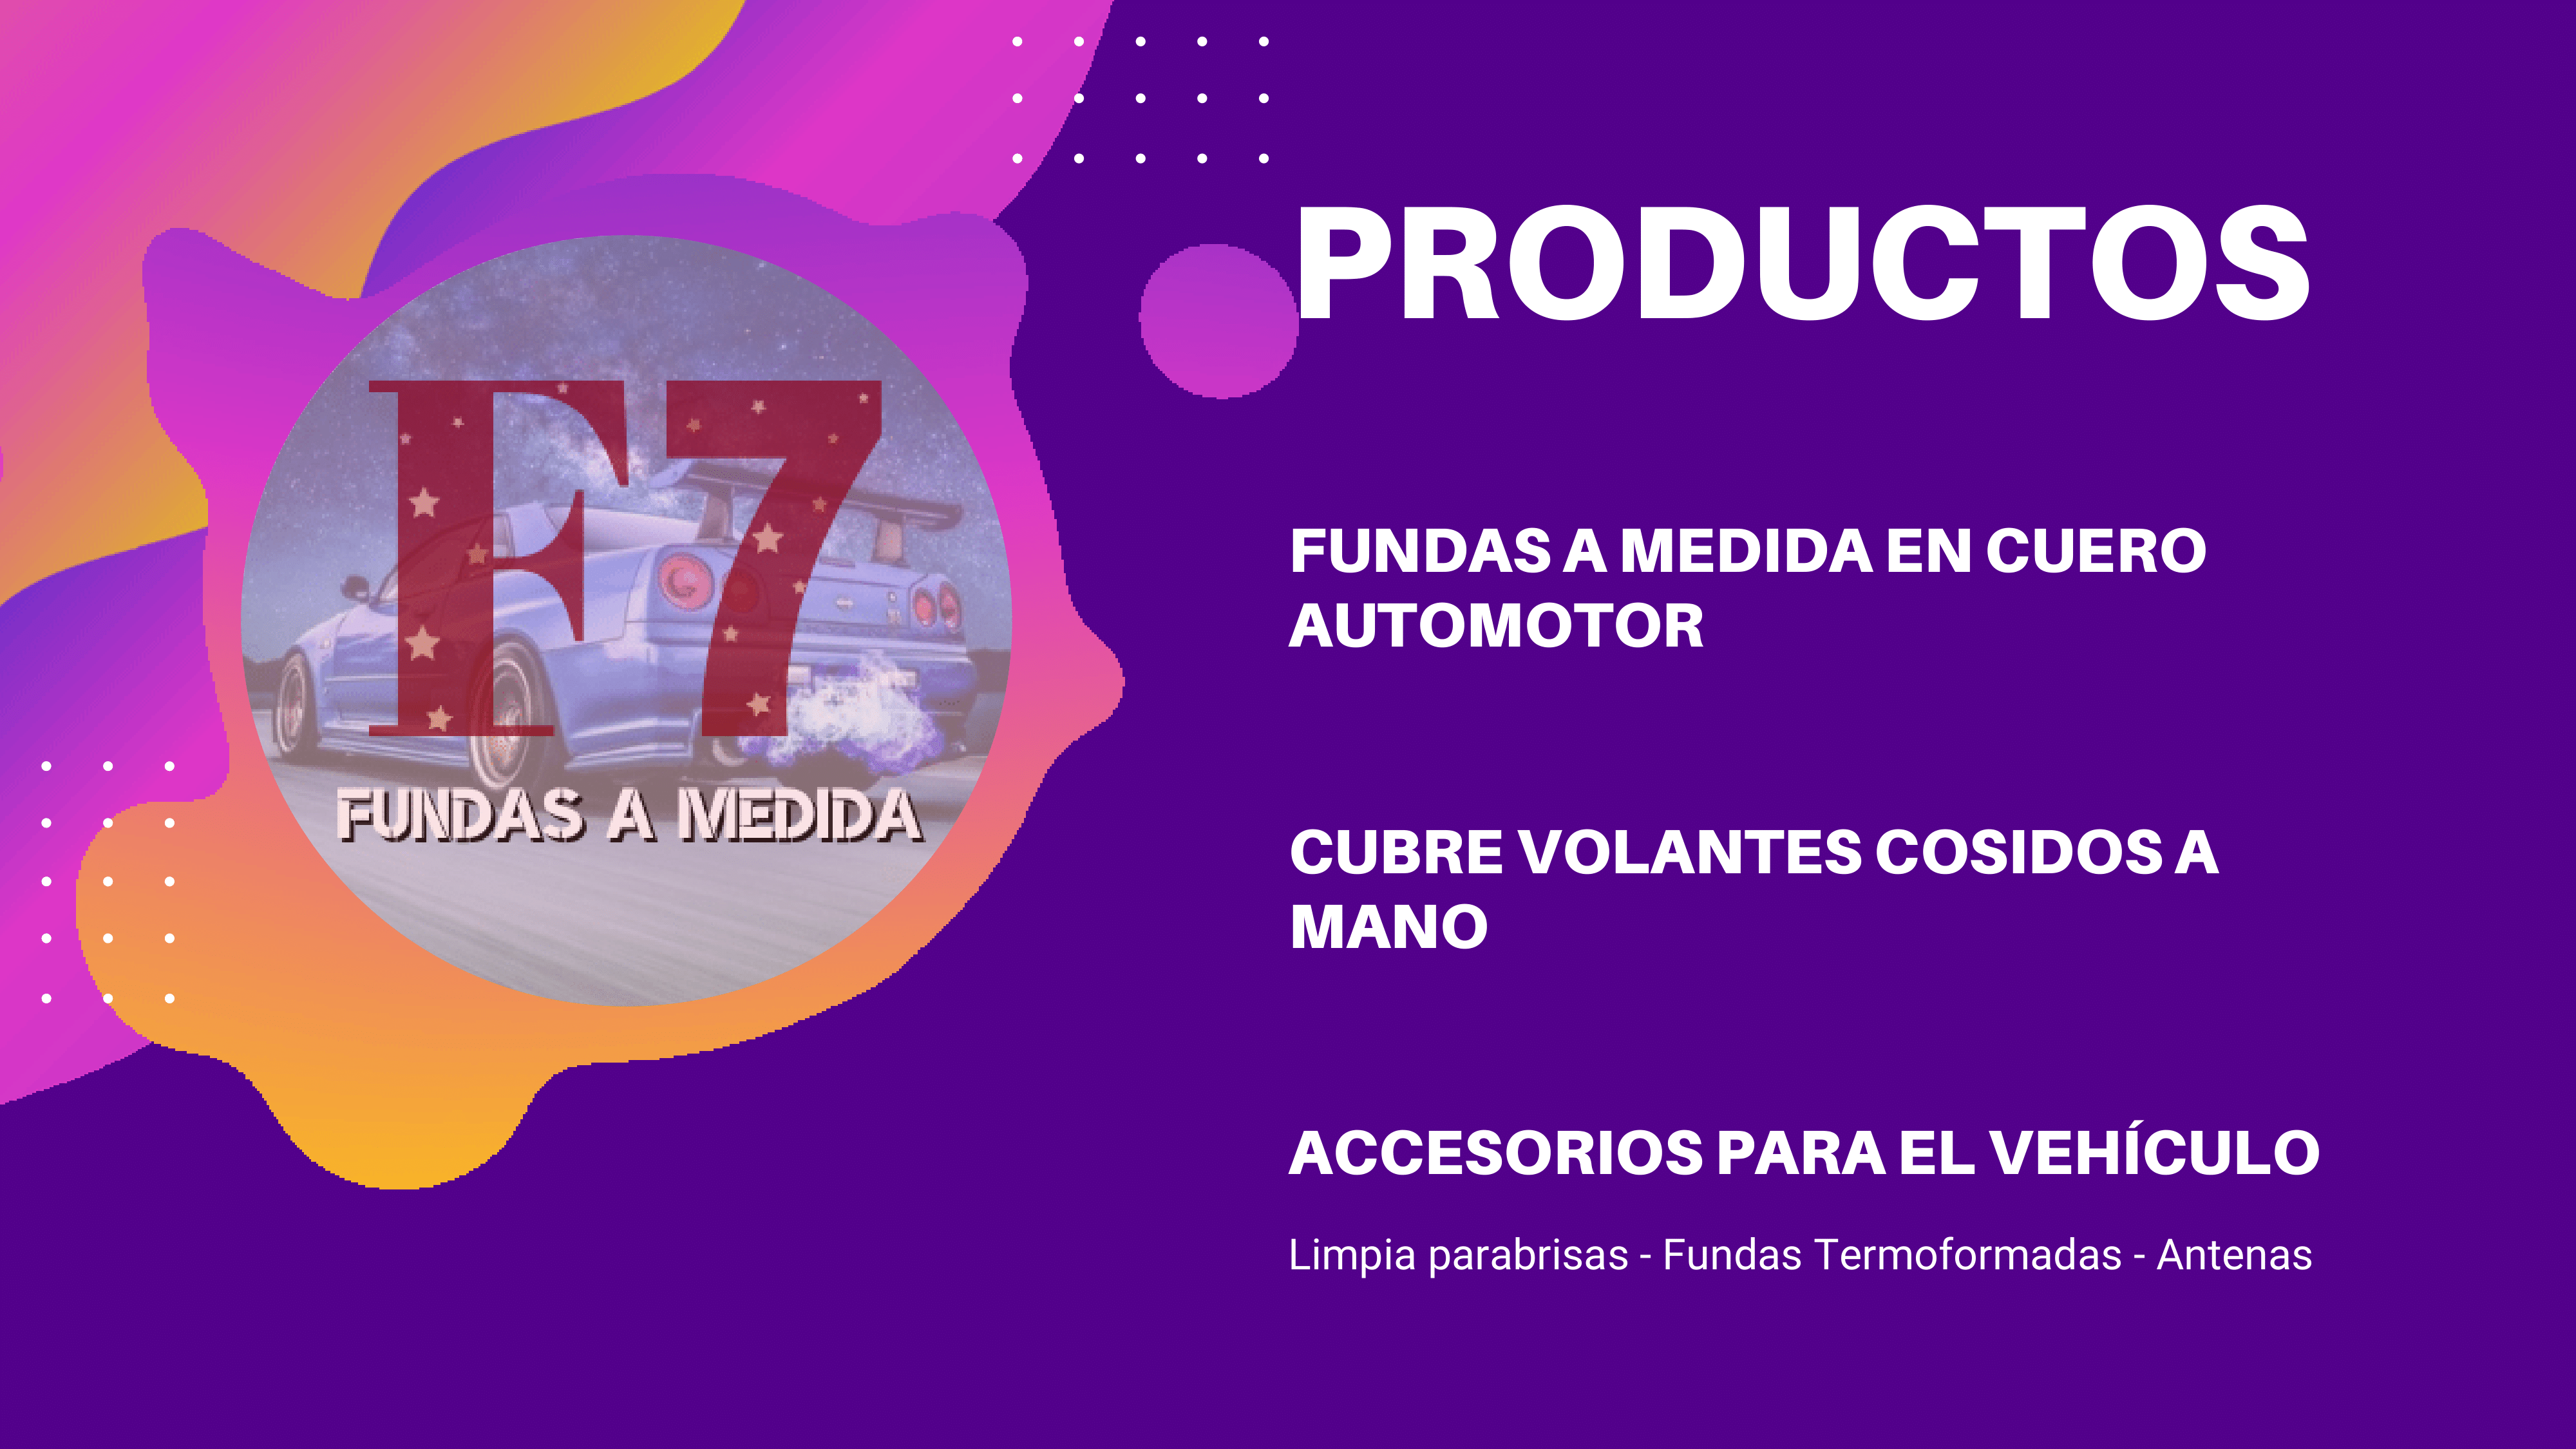 F7
FUNDAS A MEDIDA
PRODUCTOS
FUNDAS A MEDIDA EN CUERO
AUTOMOTOR
CUBRE VOLANTES COSIDOS A
MANO
ACCESORIOS PARA EL VEHÍCULO
Limpia parabrisas - Fundas Termoformadas - Antenas